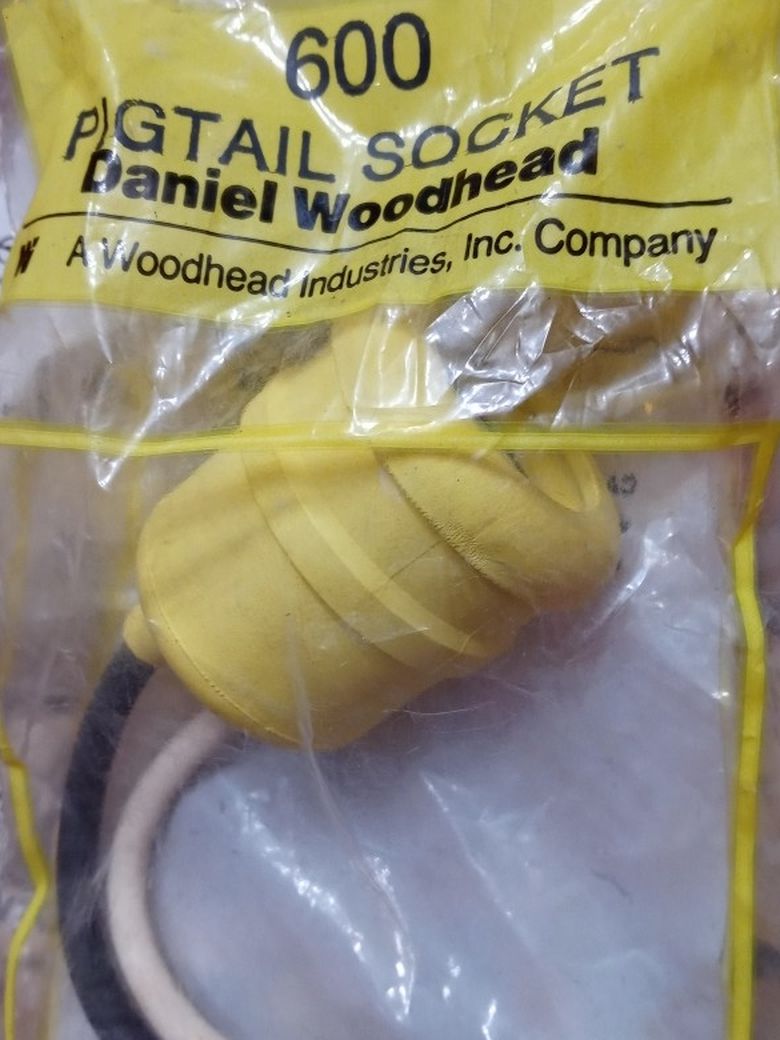 600
PIGTAIL SOCKET
Daniel Woodhead
W A Woodhead Industries, Inc. Company